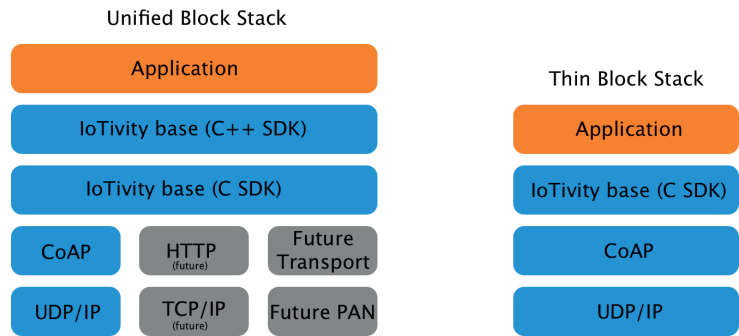 Unified Block Stack
Application
IoTivity base (C++ SDK)
IoTivity base (C SDK)
CoAP
HTTP
(future)
Future
Transport
UDP/IP
TCP/IP
(future)
Future PAN
Thin Block Stack
Application
IoTivity base (C SDK)
CoAP
UDP/IP